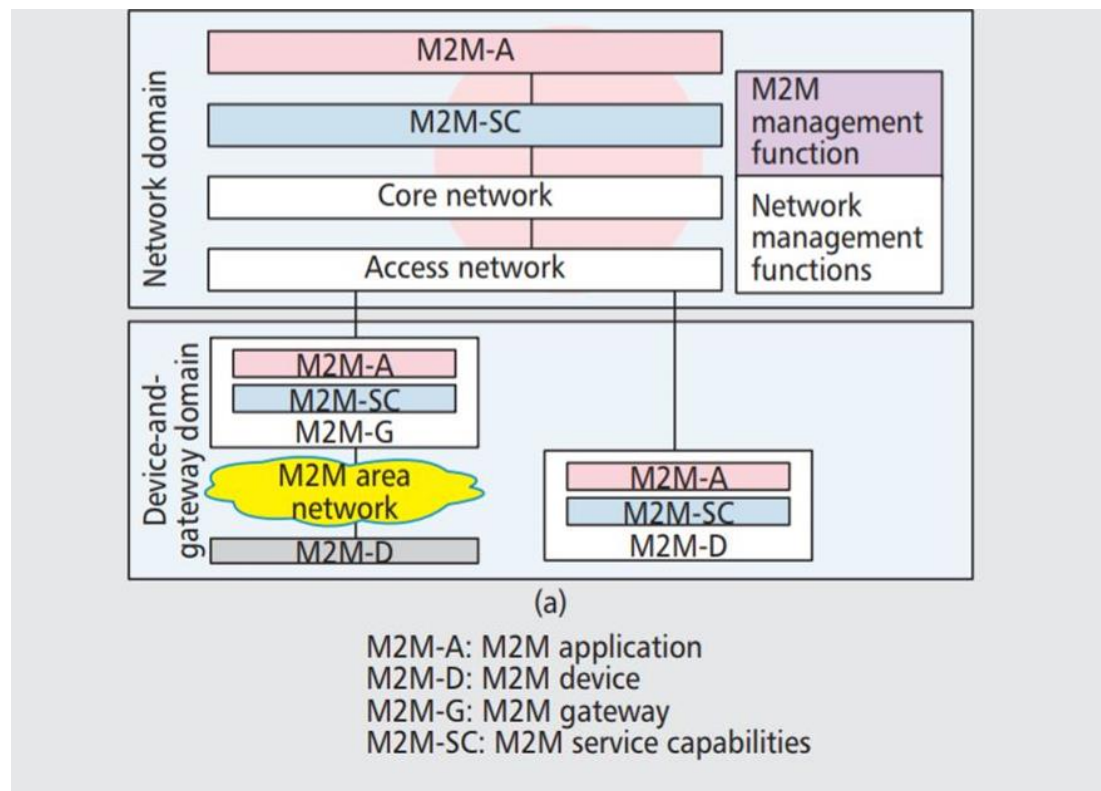 Network domain
M2M-A
M2M-SC
Core network
Access network
M2M
management
function
Network
management
functions
Device-and-
gateway domain
M2M-A
M2M-SC
M2M-G
M2M area
network
M2M-D
M2M-A
M2M-SC
M2M-D
(a)
M2M-A: M2M application
M2M-D: M2M device
M2M-G: M2M gateway
M2M-SC: M2M service capabilities